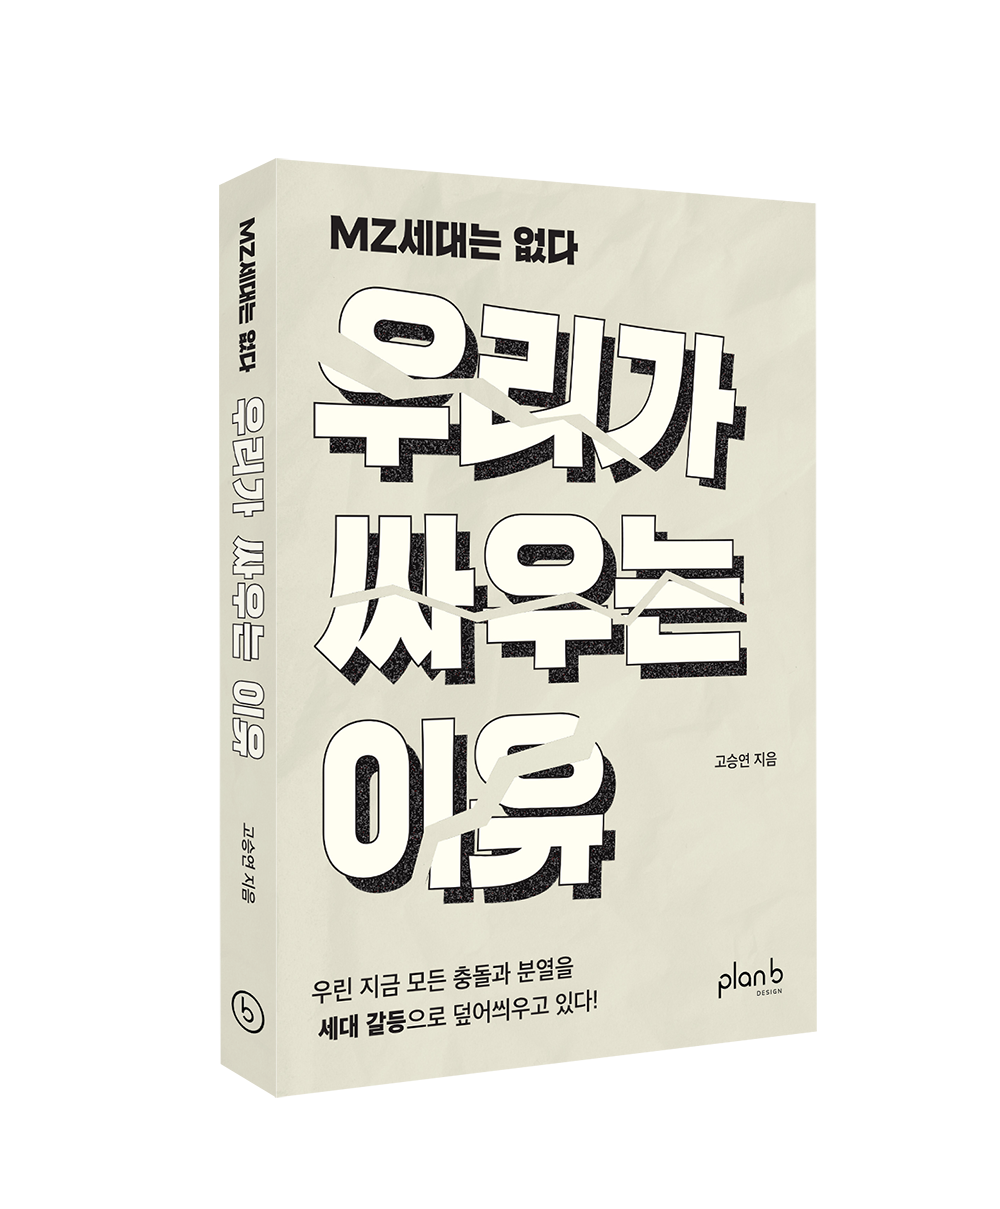 MZ세대는 없다
우리가
싸우는
이유
고승연 지음
우린 지금 모든 충돌과 분열을
세대 갈등으로 덮어씌우고 있다!
plan b
DESIGN
MZ세대는 없다 우리가 싸우는 이유 고승연 지음
b